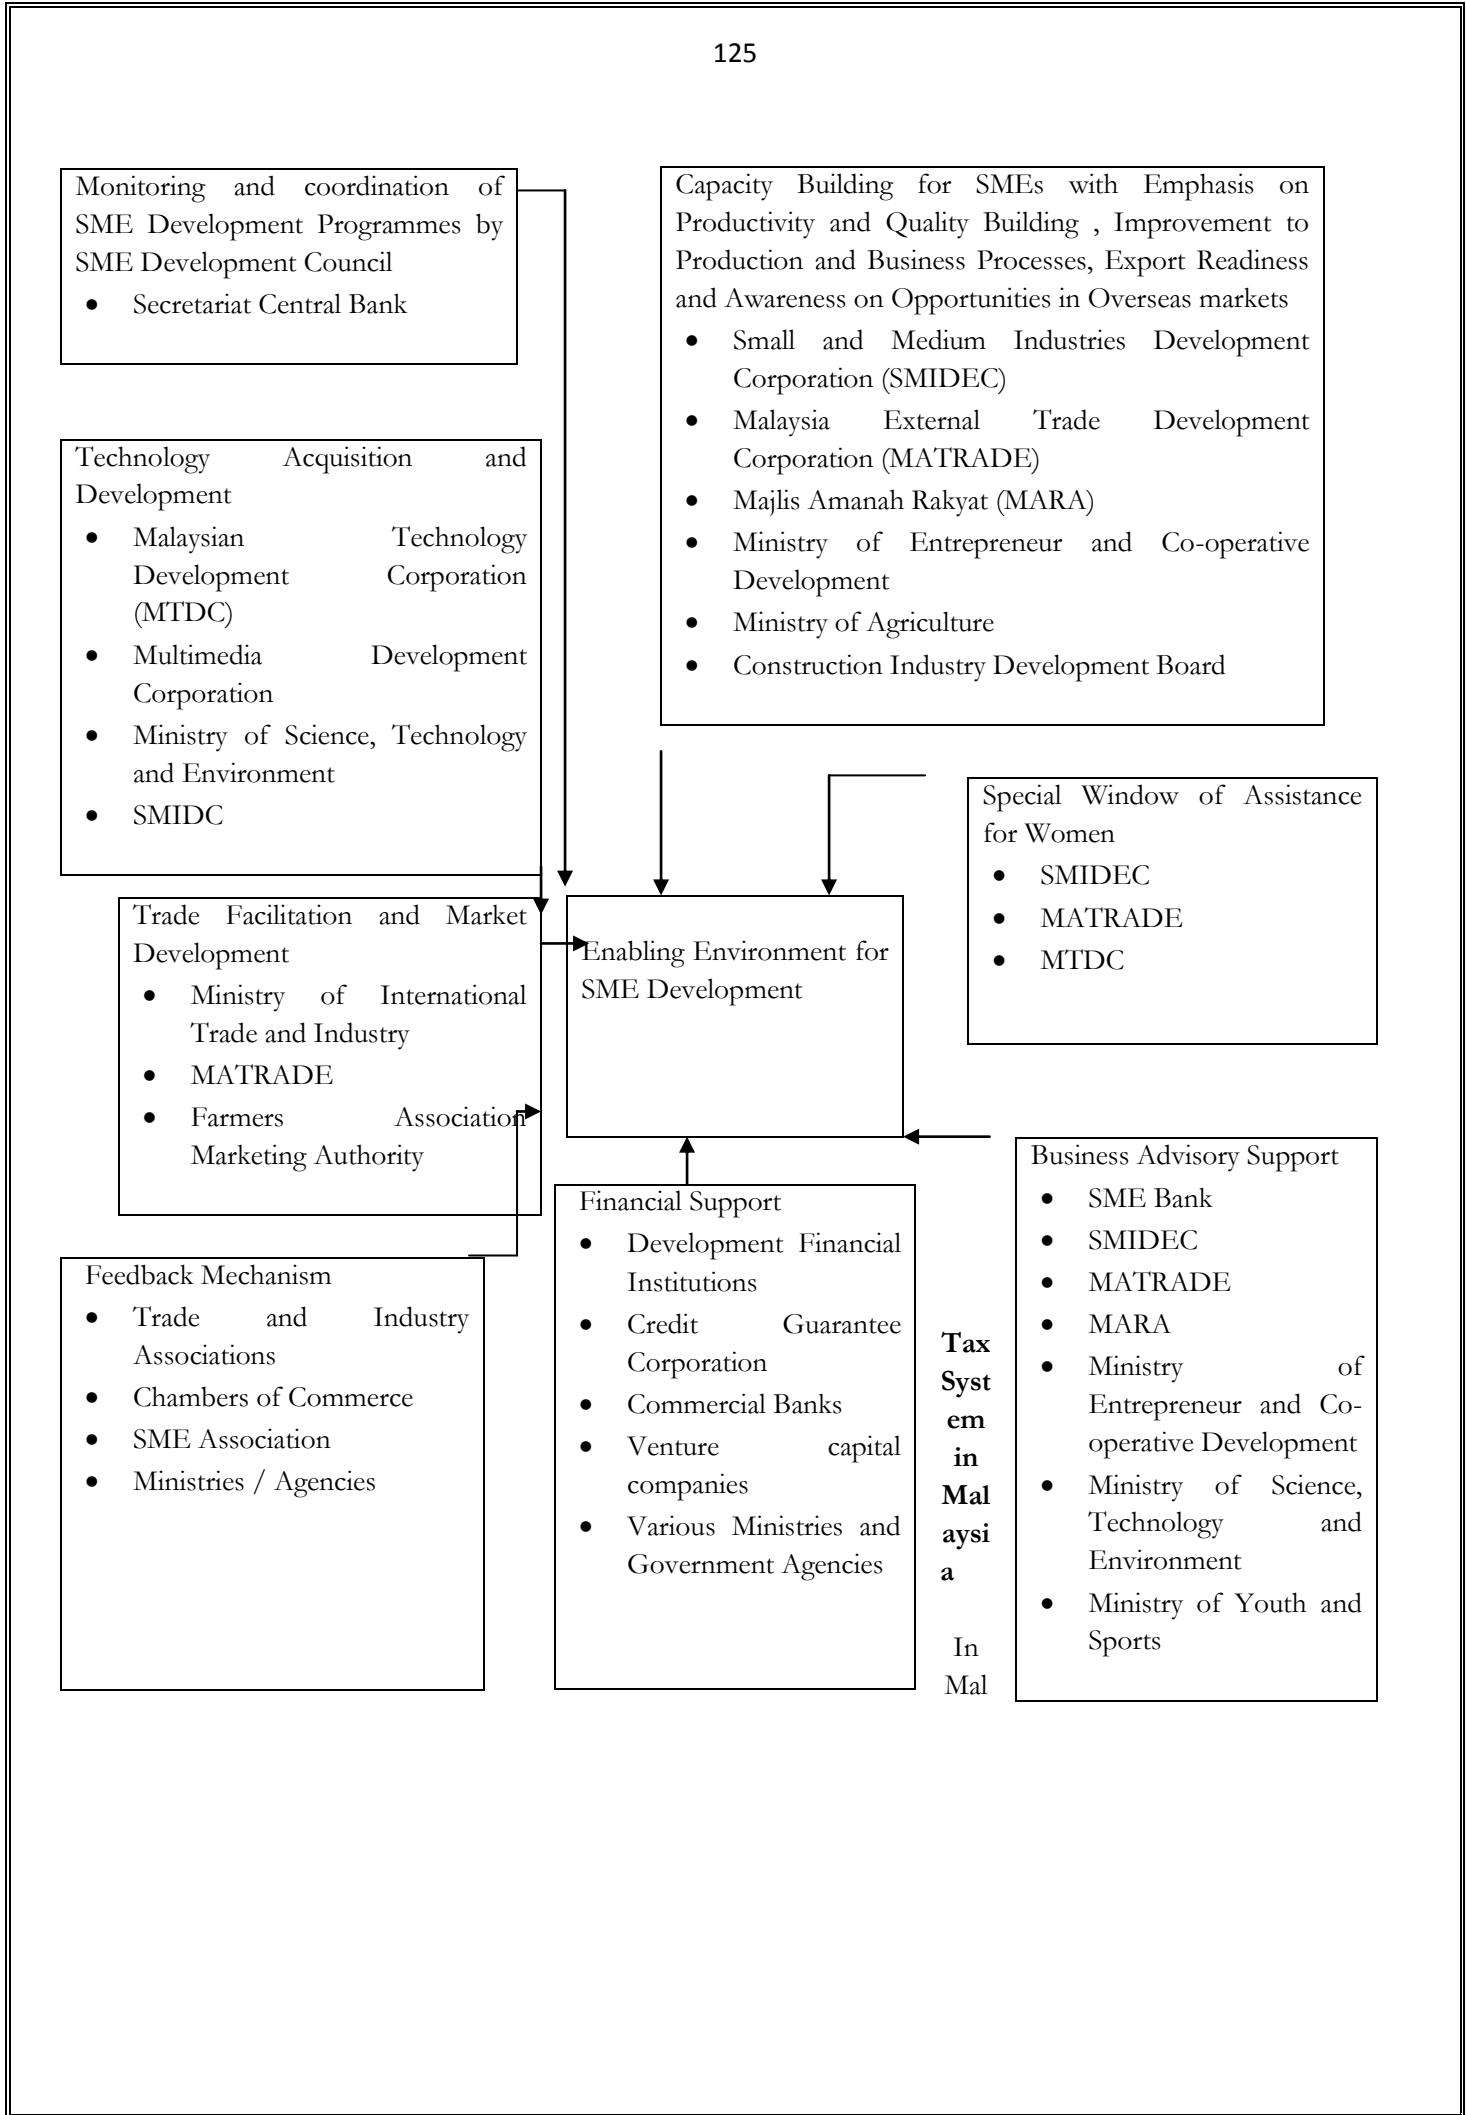 125
Monitoring and coordination of
SME Development Programmes by
SME Development Council
• Secretariat Central Bank
Capacity Building for SMEs with Emphasis on
Productivity and Quality Building , Improvement to
Production and Business Processes, Export Readiness
and Awareness on Opportunities in Overseas markets
• Small and Medium Industries Development
Corporation (SMIDEC)
• Malaysia External Trade Development
Corporation (MATRADE)
• Majlis Amanah Rakyat (MARA)
• Ministry of Entrepreneur and Co-operative
Development
• Ministry of Agriculture
• Construction Industry Development Board
Technology Acquisition and
Development
• Malaysian Technology
Development Corporation
(MTDC)
• Multimedia Development
Corporation
• Ministry of Science, Technology
and Environment
• SMIDC
Special Window of Assistance
for Women
• SMIDEC
• MATRADE
• MTDC
Trade Facilitation and Market
Development
• Ministry of International
Trade and Industry
• MATRADE
• Farmers Association
Marketing Authority
Enabling Environment for
SME Development
Feedback Mechanism
• Trade and Industry
Associations
• Chambers of Commerce
• SME Association
• Ministries / Agencies
Financial Support
• Development Financial
Institutions
• Credit Guarantee
Corporation
• Commercial Banks
• Venture capital
companies
• Various Ministries and
Government Agencies
Tax
Syst
em
in
Mal
aysi
a
In
Mal
Business Advisory Support
• SME Bank
• SMIDEC
• MATRADE
• MARA
• Ministry of
Entrepreneur and Co-
operative Development
• Ministry of Science,
Technology and
Environment
• Ministry of Youth and
Sports